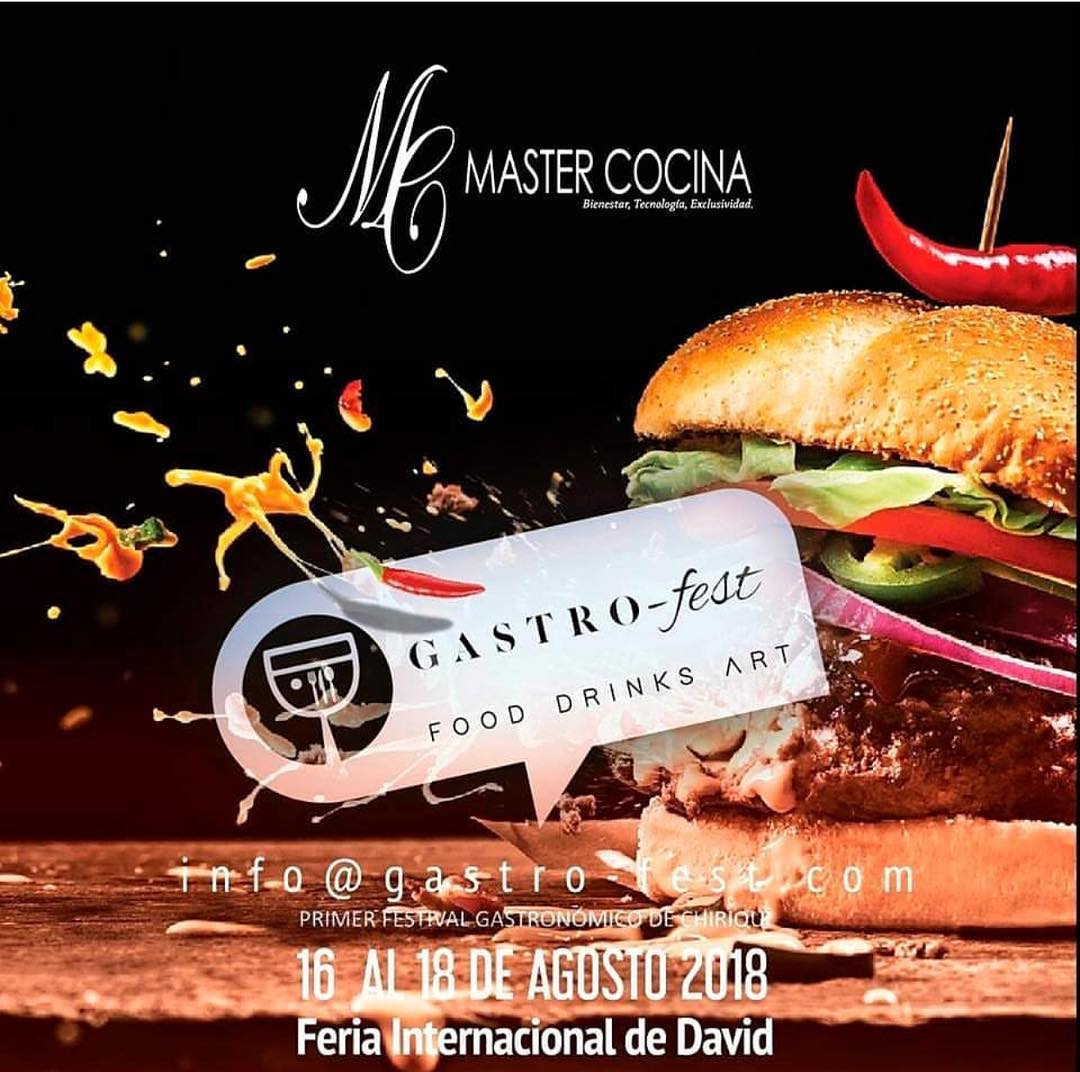 MC MASTER COCINA
Bienestar, Tecnología, Exclusividad.
GASTRO-fest
FOOD DRINKS ART
info@gastro-fest.com
PRIMER FESTIVAL GASTRONÓMICO DE CHIRIQUÍ
16 AL 18 DE AGOSTO 2018
Feria Internacional de David